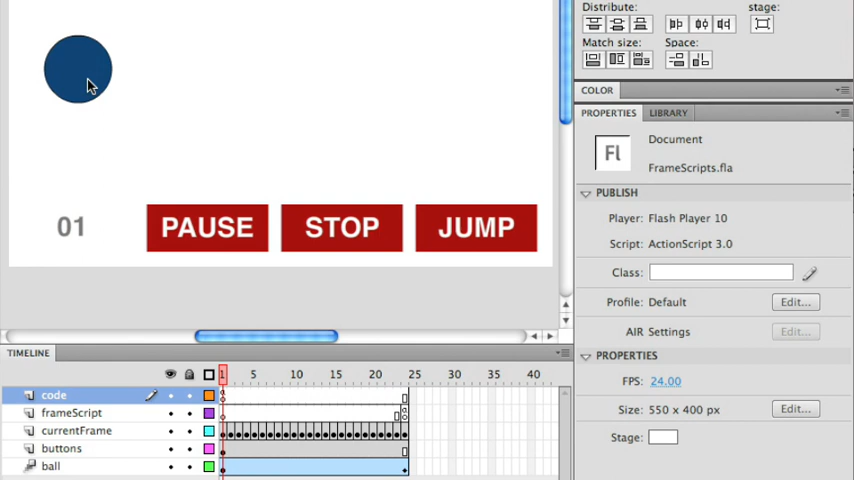 Distribute: stage:
Match size: Space:
COLOR
PROPERTIES LIBRARY
Fl Document
FrameScripts.fla
PUBLISH
Player: Flash Player 10
Script: ActionScript 3.0
Class:
Profile: Default Edit...
AIR Settings Edit...
PROPERTIES
FPS: 24.00
Size: 550 x 400 px Edit...
Stage:
01 PAUSE STOP JUMP
TIMELINE
1 5 10 15 20 25 30 35 40
code
frameScript
currentFrame
buttons
ball